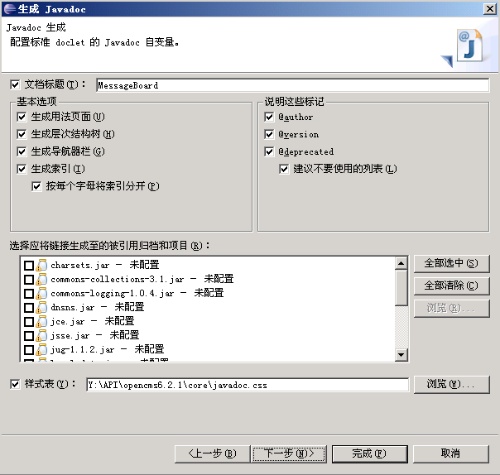 生成 Javadoc
Javadoc 生成
配置标准 doclet 的 Javadoc 自变量。
文档标题(T): MessageBoard
基本选项
生成用法页面(U)
生成层次结构树(H)
生成导航器栏(G)
生成索引(I)
按每个字母将索引分开(P)
说明这些标记
@author
@version
@deprecated
建议不要使用的列表(L)
选择应将链接生成至的被引用归档和项目(R):
charsets.jar - 未配置
commons-collections-3.1.jar - 未配置
commons-logging-1.0.4.jar - 未配置
dnsns.jar - 未配置
jce.jar - 未配置
jsse.jar - 未配置
jug-1.1.2.jar - 未配置
全部选中(S)
全部清除(C)
浏览(R)...
样式表(Y): Y:\API\opencms6.2.1\core\javadoc.css
浏览(W)...
<上一步(B) 下一步(N)> 完成(F) 取消